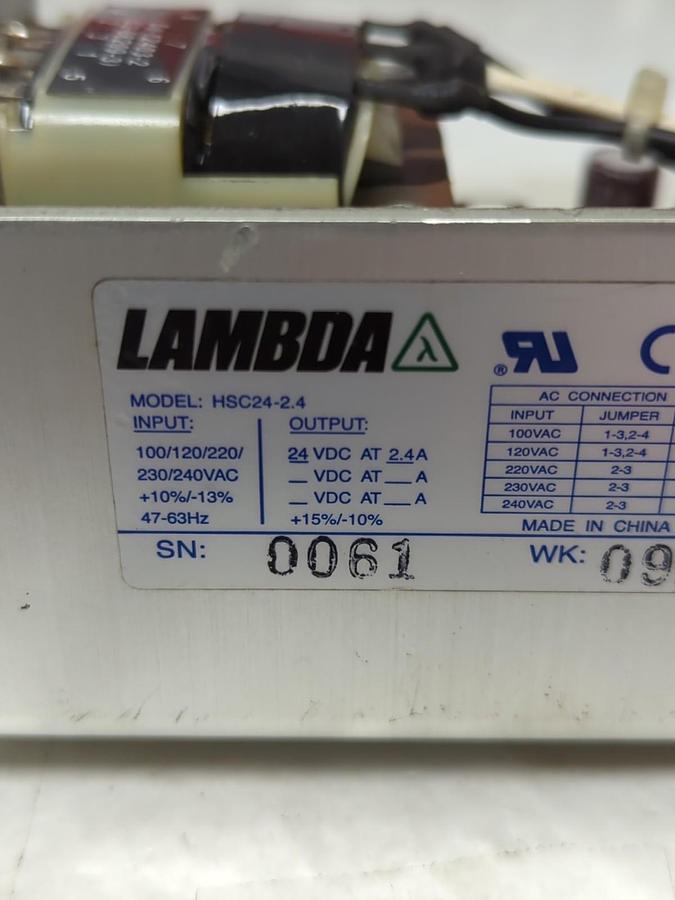 LAMBDA λ
® RU C
MODEL: HSC24-2.4
INPUT:
100/120/220/
230/240VAC
+10%/-13%
47-63Hz
OUTPUT:
24 VDC AT 2.4A
_ VDC AT __ A
_ VDC AT __ A
+15%/-10%
AC CONNECTION
INPUT JUMPER
100VAC 1-3,2-4
120VAC 1-3,2-4
220VAC 2-3
230VAC 2-3
240VAC 2-3
MADE IN CHINA
SN: 0061
WK: 09